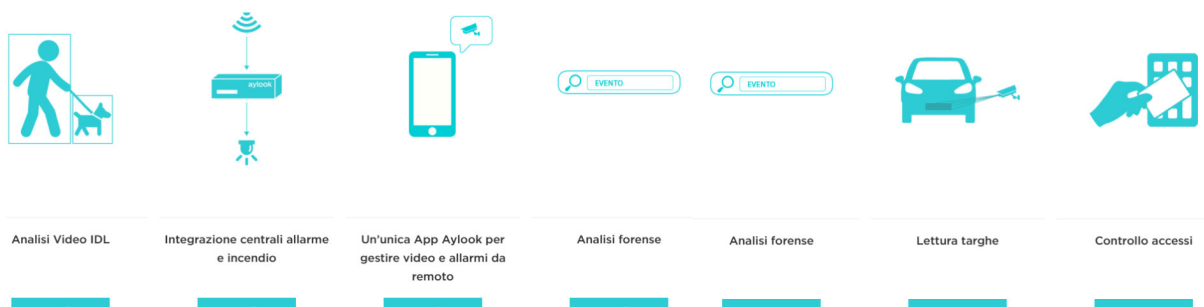 aylook
EVENTO
EVENTO
Analisi Video IDL
Integrazione centrali allarme
e incendio
Un'unica App Aylook per
gestire video e allarmi da
remoto
Analisi forense
Analisi forense
Lettura targhe
Controllo accessi